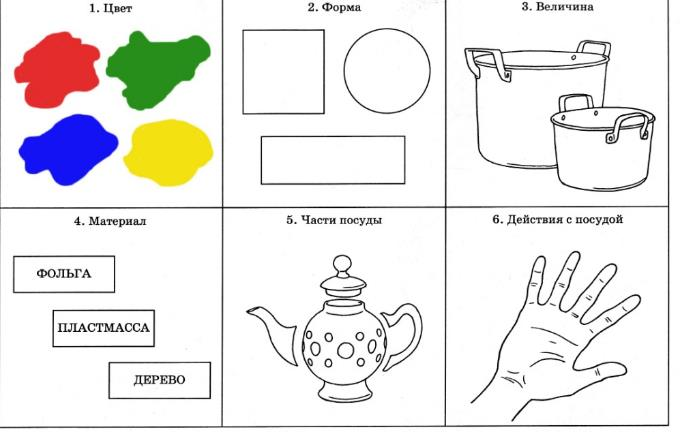 1. Цвет
2. Форма
3. Величина
4. Материал
ФОЛЬГА
ПЛАСТМАССА
ДЕРЕВО
5. Части посуды
6. Действия с посудой